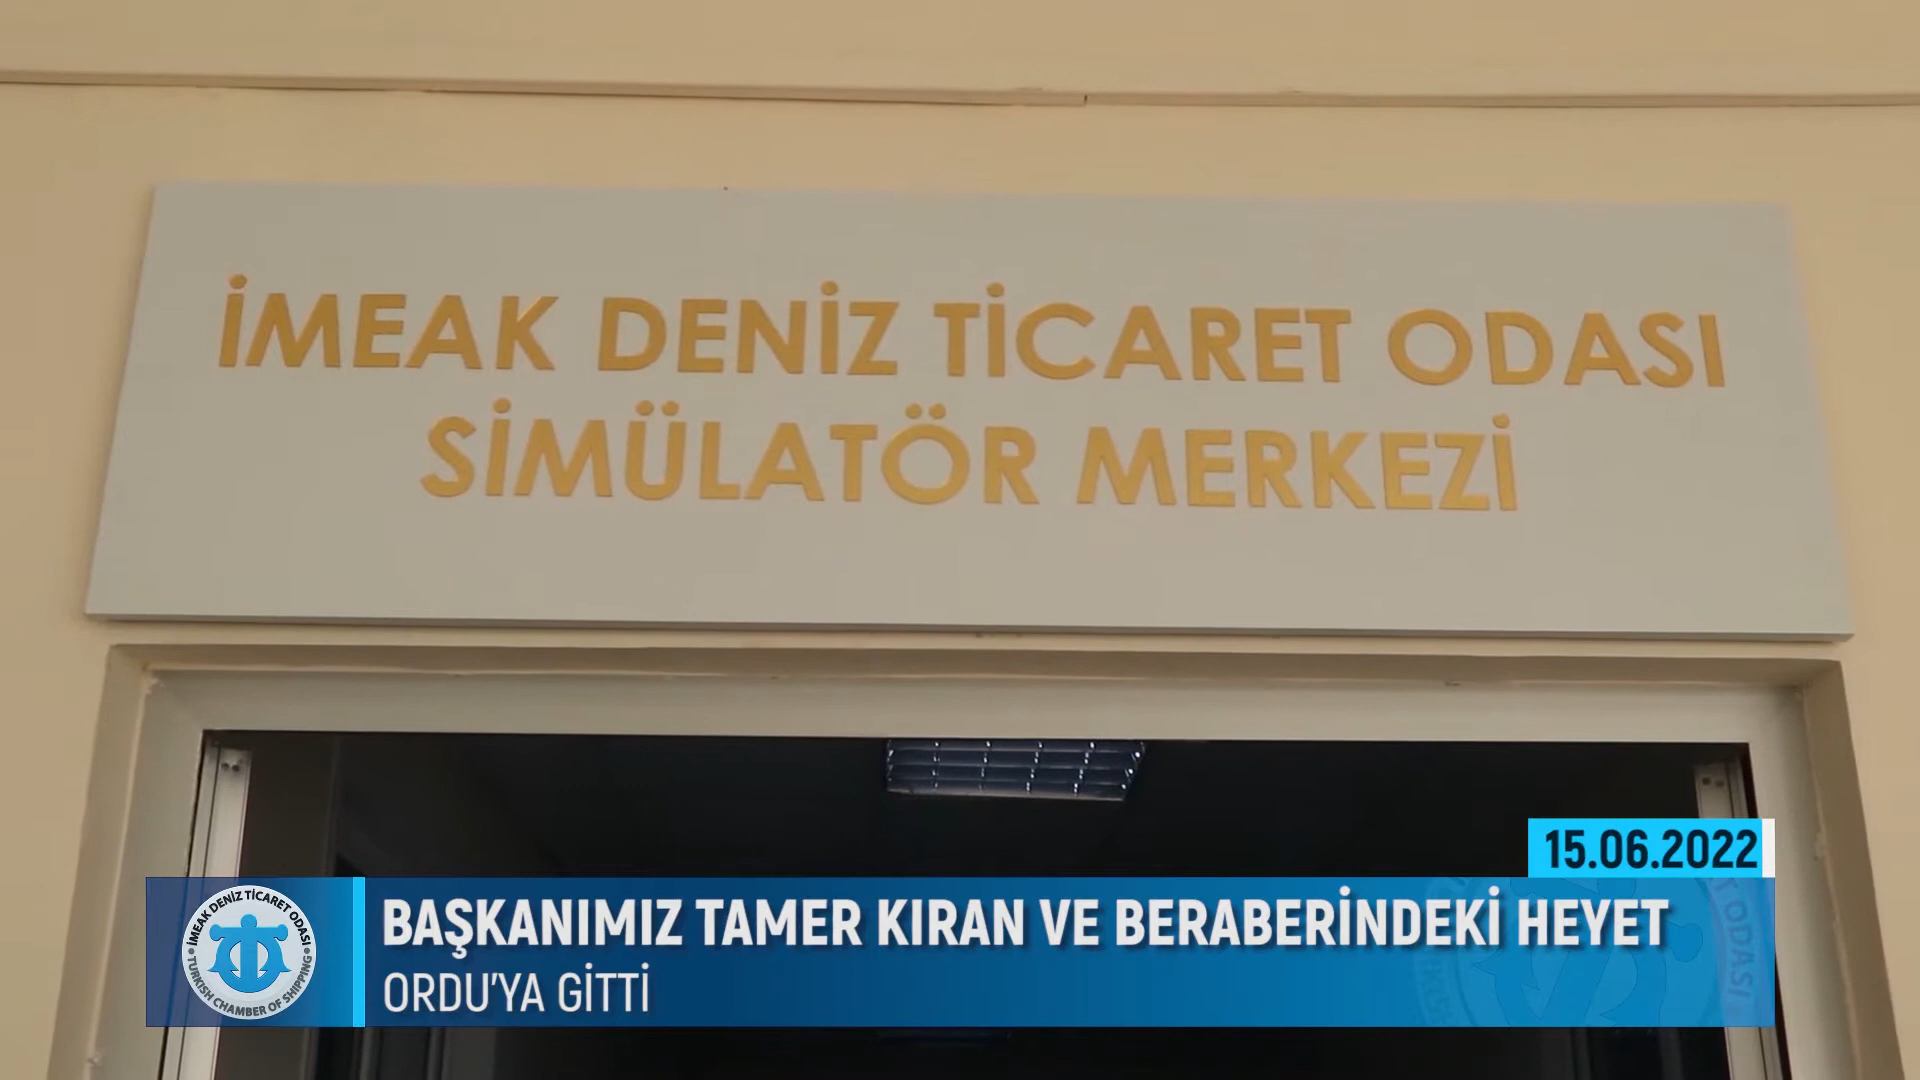 İMEAK DENİZ TİCARET ODASI
SİMÜLATÖR MERKEZİ
15.06.2022
İMEAK DENİZ TİCARET ODASI
TURKISH CHAMBER OF SHIPPING
BAŞKANIMIZ TAMER KIRAN VE BERABERİNDEKİ HEYET
ORDU'YA GİTTİ